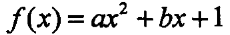 f(x) = ax² + bx + 1